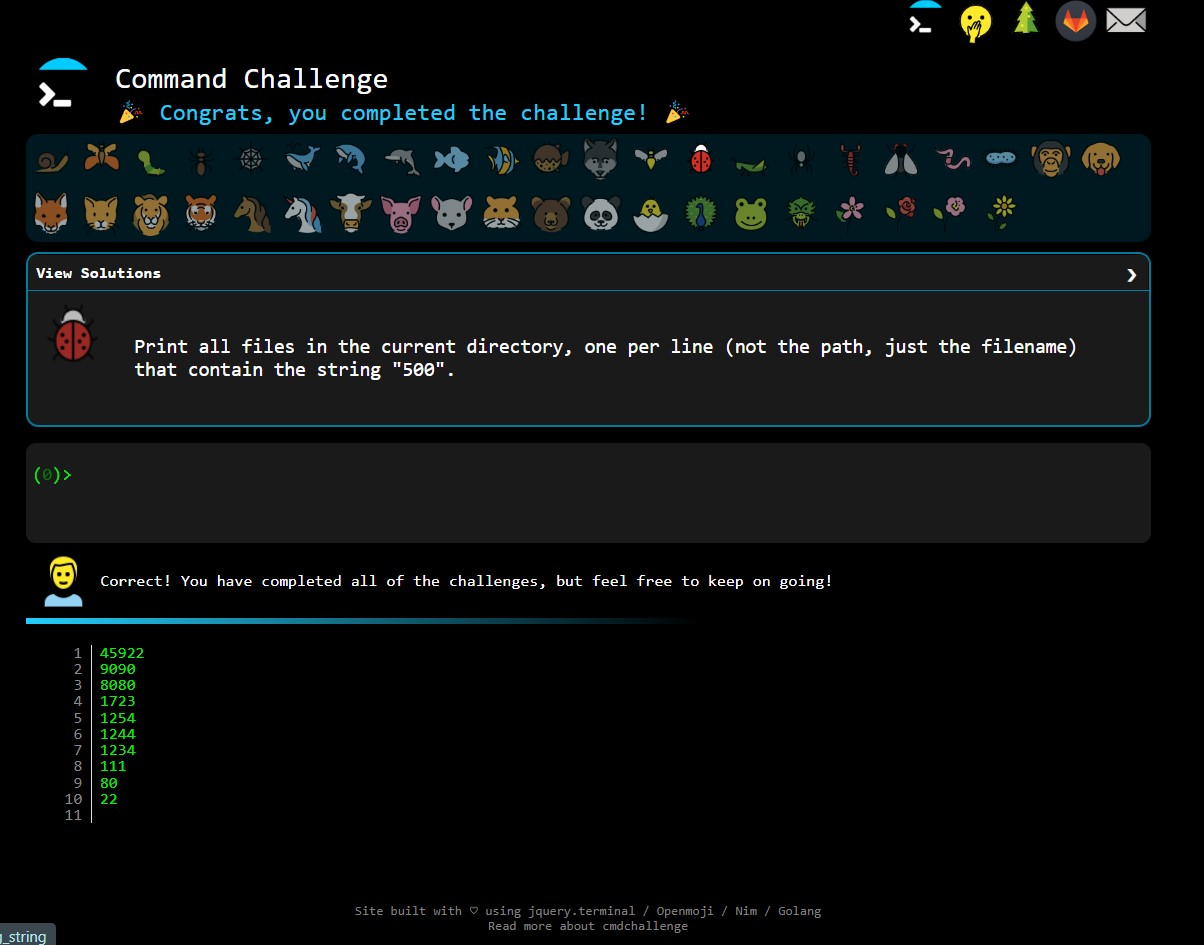 Command Challenge
🎉 Congrats, you completed the challenge! 🎉
View Solutions ❯
Print all files in the current directory, one per line (not the path, just the filename)
that contain the string "500".
(0)>
Correct! You have completed all of the challenges, but feel free to keep on going!
1 45922
2 9090
3 8080
4 1723
5 1254
6 1244
7 1234
8 111
9 80
10 22
11
Site built with ♡ using jquery.terminal / Openmoji / Nim / Golang
Read more about cmdchallenge
g_string